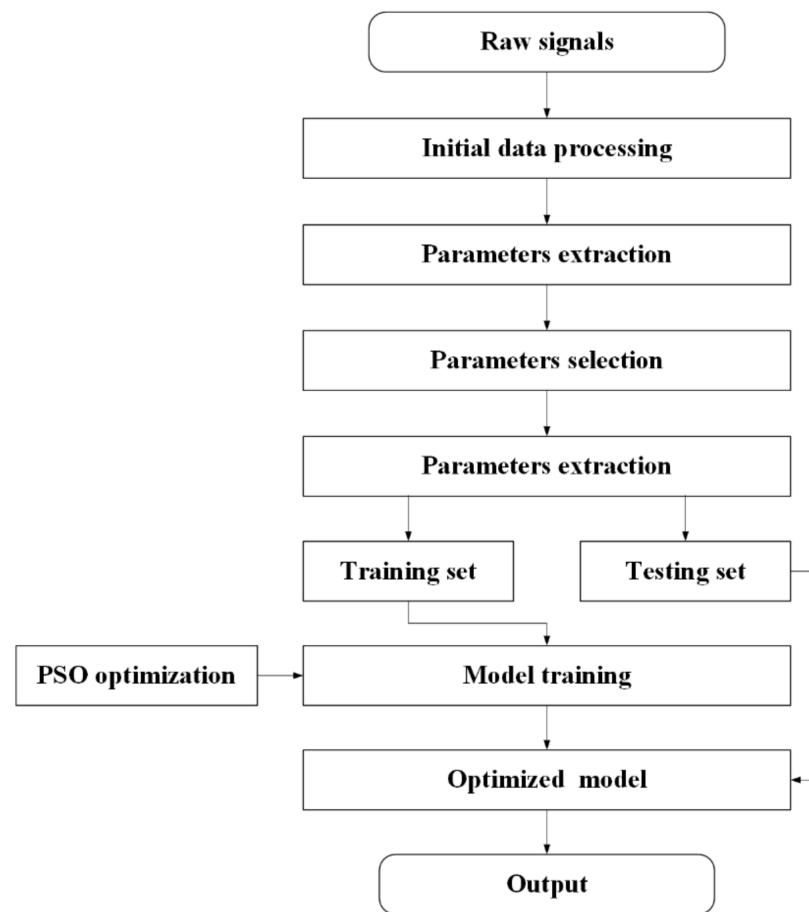 Raw signals
Initial data processing
Parameters extraction
Parameters selection
Parameters extraction
Training set
Testing set
PSO optimization
Model training
Optimized model
Output